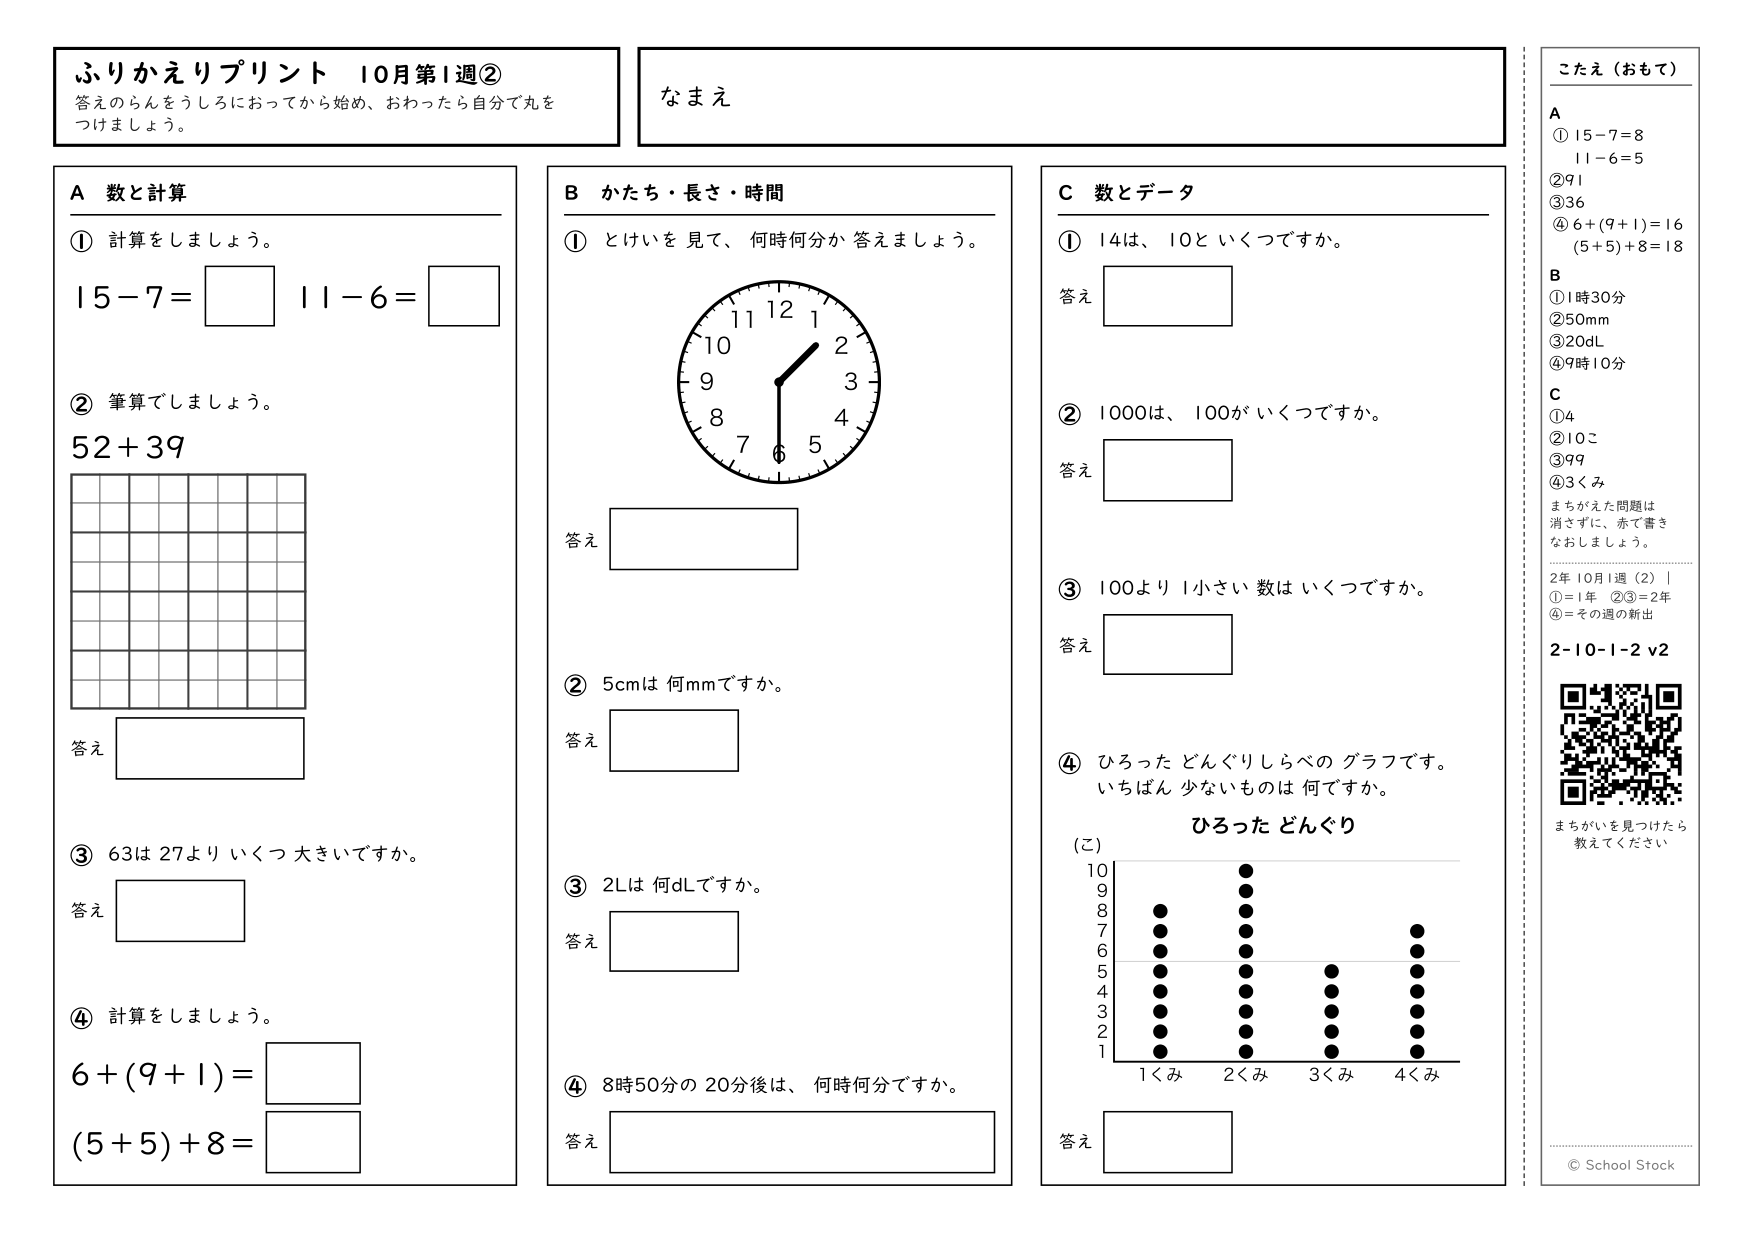 ふりかえりプリント　10月第1週②
答えのらんをうしろにおってから始め、おわったら自分で丸を
つけましょう。
なまえ
A　数と計算
① 計算をしましょう。
15－7＝
11－6＝
② 筆算でしましょう。
52＋39
答え
③ 63は 27より いくつ 大きいですか。
答え
④ 計算をしましょう。
6＋(9＋1)＝
(5＋5)＋8＝
B　かたち・長さ・時間
① とけいを 見て、 何時何分か 答えましょう。
12
1
2
3
4
5
6
7
8
9
10
11
答え
② 5cmは 何mmですか。
答え
③ 2Lは 何dLですか。
答え
④ 8時50分の 20分後は、 何時何分ですか。
答え
C　数とデータ
① 14は、 10と いくつですか。
答え
② 1000は、 100が いくつですか。
答え
③ 100より 1小さい 数は いくつですか。
答え
④ ひろった どんぐりしらべの グラフです。
いちばん 少ないものは 何ですか。
ひろった どんぐり
(こ)
10
9
8
7
6
5
4
3
2
1
1くみ 2くみ 3くみ 4くみ
答え
こたえ（おもて）
A
① 15－7＝8
11－6＝5
②91
③36
④ 6＋(9＋1)＝16
(5＋5)＋8＝18
B
①1時30分
②50mm
③20dL
④9時10分
C
①4
②10こ
③99
④3くみ
まちがえた問題は
消さずに、赤で書き
なおしましょう。
2年 10月1週（2）｜
①＝1年　②③＝2年
④＝その週の新出
2-10-1-2 v2
まちがいを見つけたら
教えてください
© School Stock